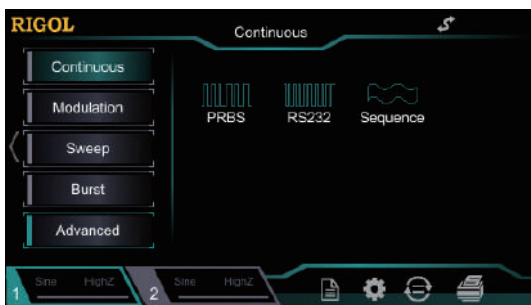 RIGOL
Continuous
Continuous
Modulation
PRBS
RS232
Sequence
Sweep
Burst
Advanced
1
Sine
HighZ
2
Sine
HighZ